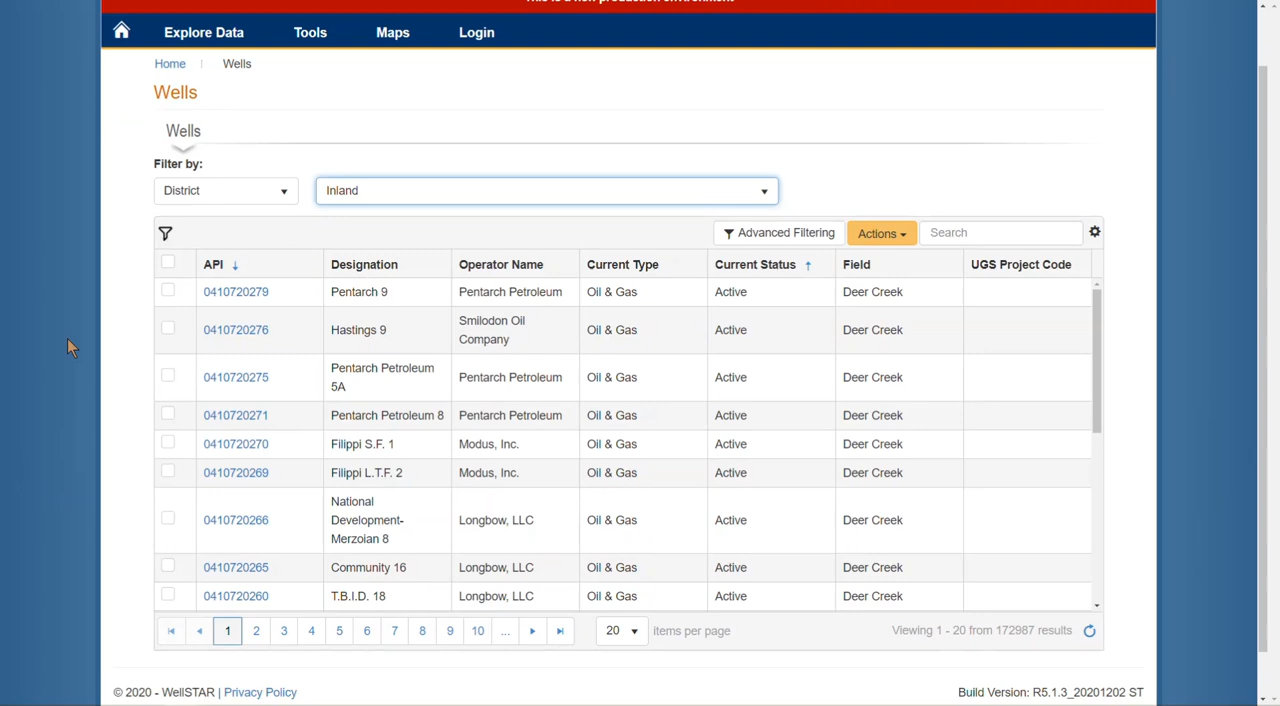 This is a non production environment
Explore Data Tools Maps Login
Home Wells
Wells
Wells
Filter by:
District Inland
Advanced Filtering Actions Search
API Designation Operator Name Current Type Current Status Field UGS Project Code
0410720279 Pentarch 9 Pentarch Petroleum Oil & Gas Active Deer Creek
0410720276 Hastings 9 Smilodon Oil Company Oil & Gas Active Deer Creek
0410720275 Pentarch Petroleum 5A Pentarch Petroleum Oil & Gas Active Deer Creek
0410720271 Pentarch Petroleum 8 Pentarch Petroleum Oil & Gas Active Deer Creek
0410720270 Filippi S.F. 1 Modus, Inc. Oil & Gas Active Deer Creek
0410720269 Filippi L.T.F. 2 Modus, Inc. Oil & Gas Active Deer Creek
0410720266 National Development-Merzoian 8 Longbow, LLC Oil & Gas Active Deer Creek
0410720265 Community 16 Longbow, LLC Oil & Gas Active Deer Creek
0410720260 T.B.I.D. 18 Longbow, LLC Oil & Gas Active Deer Creek
1 2 3 4 5 6 7 8 9 10 ... 20 items per page Viewing 1 - 20 from 172987 results
© 2020 - WellSTAR | Privacy Policy Build Version: R5.1.3_20201202 ST